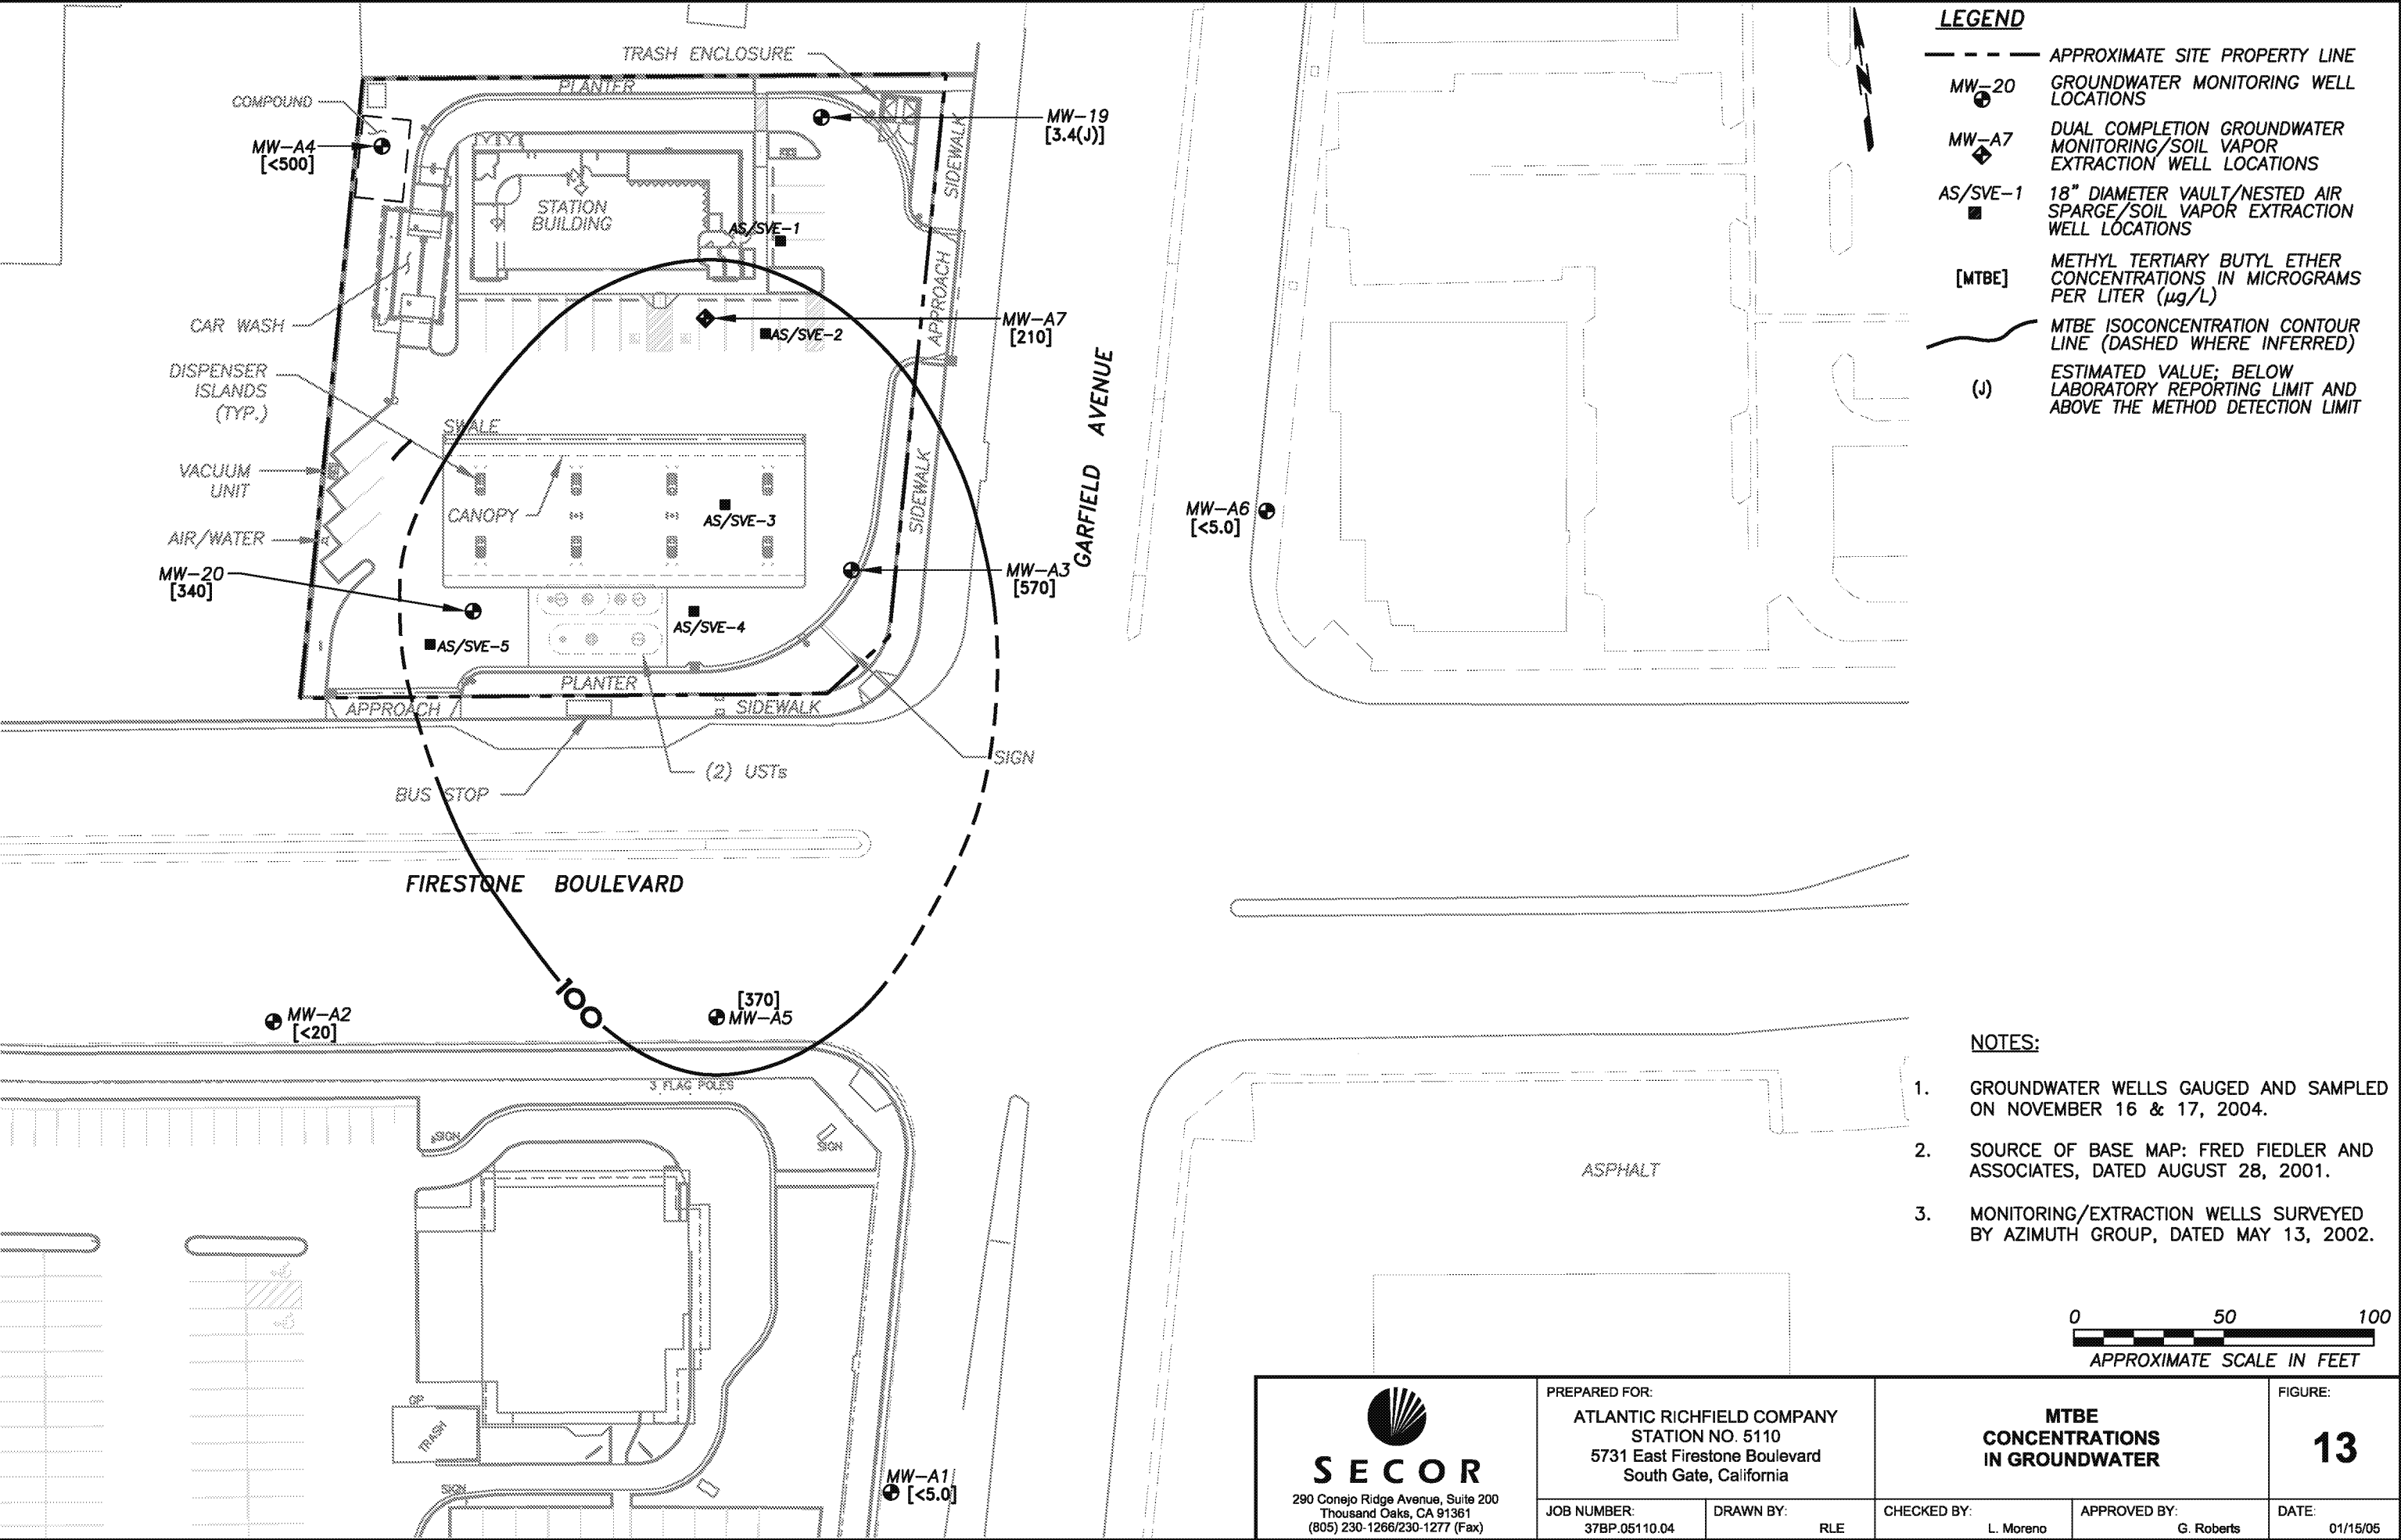 TRASH ENCLOSURE
PLANTER
COMPOUND
MW-A4
[<500]
MW-19
[3.4(J)]
SIDEWALK
STATION
BUILDING
AS/SVE-1
APPROACH
CAR WASH
MW-A7
[210]
AS/SVE-2
DISPENSER
ISLANDS
(TYP.)
SWALE
GARFIELD AVENUE
VACUUM
UNIT
CANOPY
AS/SVE-3
SIDEWALK
MW-A6
[<5.0]
AIR/WATER
MW-20
[340]
MW-A3
[570]
AS/SVE-4
AS/SVE-5
PLANTER
APPROACH
SIDEWALK
SIGN
(2) USTs
BUS STOP
FIRESTONE BOULEVARD
100
MW-A2
[<20]
[370]
MW-A5
3 FLAG POLES
SIGN
SIGN
ASPHALT
OP
TRASH
SIGN
MW-A1
[<5.0]
LEGEND
APPROXIMATE SITE PROPERTY LINE
MW-20
GROUNDWATER MONITORING WELL
LOCATIONS
MW-A7
DUAL COMPLETION GROUNDWATER
MONITORING/SOIL VAPOR
EXTRACTION WELL LOCATIONS
AS/SVE-1
18" DIAMETER VAULT/NESTED AIR
SPARGE/SOIL VAPOR EXTRACTION
WELL LOCATIONS
[MTBE]
METHYL TERTIARY BUTYL ETHER
CONCENTRATIONS IN MICROGRAMS
PER LITER (µg/L)
MTBE ISOCONCENTRATION CONTOUR
LINE (DASHED WHERE INFERRED)
(J)
ESTIMATED VALUE; BELOW
LABORATORY REPORTING LIMIT AND
ABOVE THE METHOD DETECTION LIMIT
NOTES:
1. GROUNDWATER WELLS GAUGED AND SAMPLED
ON NOVEMBER 16 & 17, 2004.
2. SOURCE OF BASE MAP: FRED FIEDLER AND
ASSOCIATES, DATED AUGUST 28, 2001.
3. MONITORING/EXTRACTION WELLS SURVEYED
BY AZIMUTH GROUP, DATED MAY 13, 2002.
0 50 100
APPROXIMATE SCALE IN FEET
SECOR
290 Conejo Ridge Avenue, Suite 200
Thousand Oaks, CA 91361
(805) 230-1266/230-1277 (Fax)
PREPARED FOR:
ATLANTIC RICHFIELD COMPANY
STATION NO. 5110
5731 East Firestone Boulevard
South Gate, California
MTBE
CONCENTRATIONS
IN GROUNDWATER
FIGURE:
13
JOB NUMBER:
37BP.05110.04
DRAWN BY:
RLE
CHECKED BY:
L. Moreno
APPROVED BY:
G. Roberts
DATE:
01/15/05